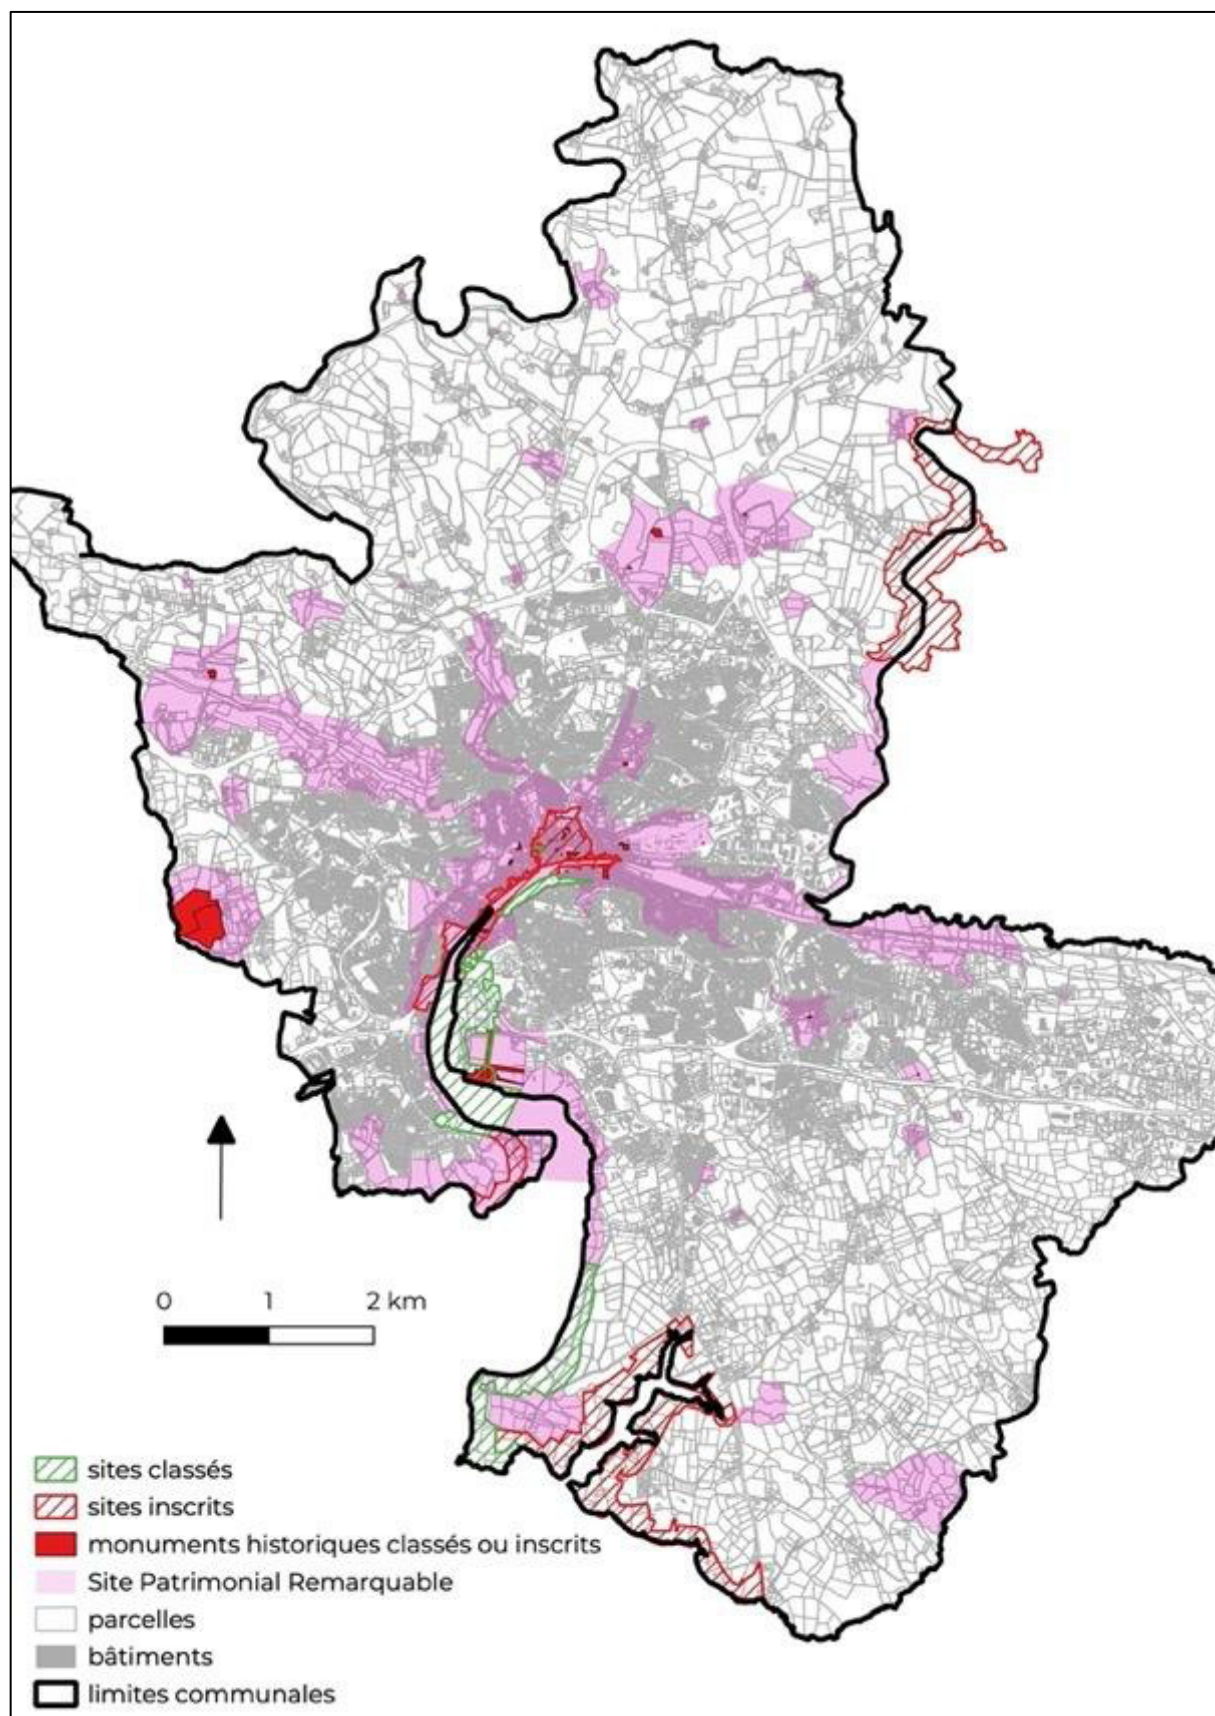 0 1 2 km
sites classés
sites inscrits
monuments historiques classés ou inscrits
Site Patrimonial Remarquable
parcelles
bâtiments
limites communales